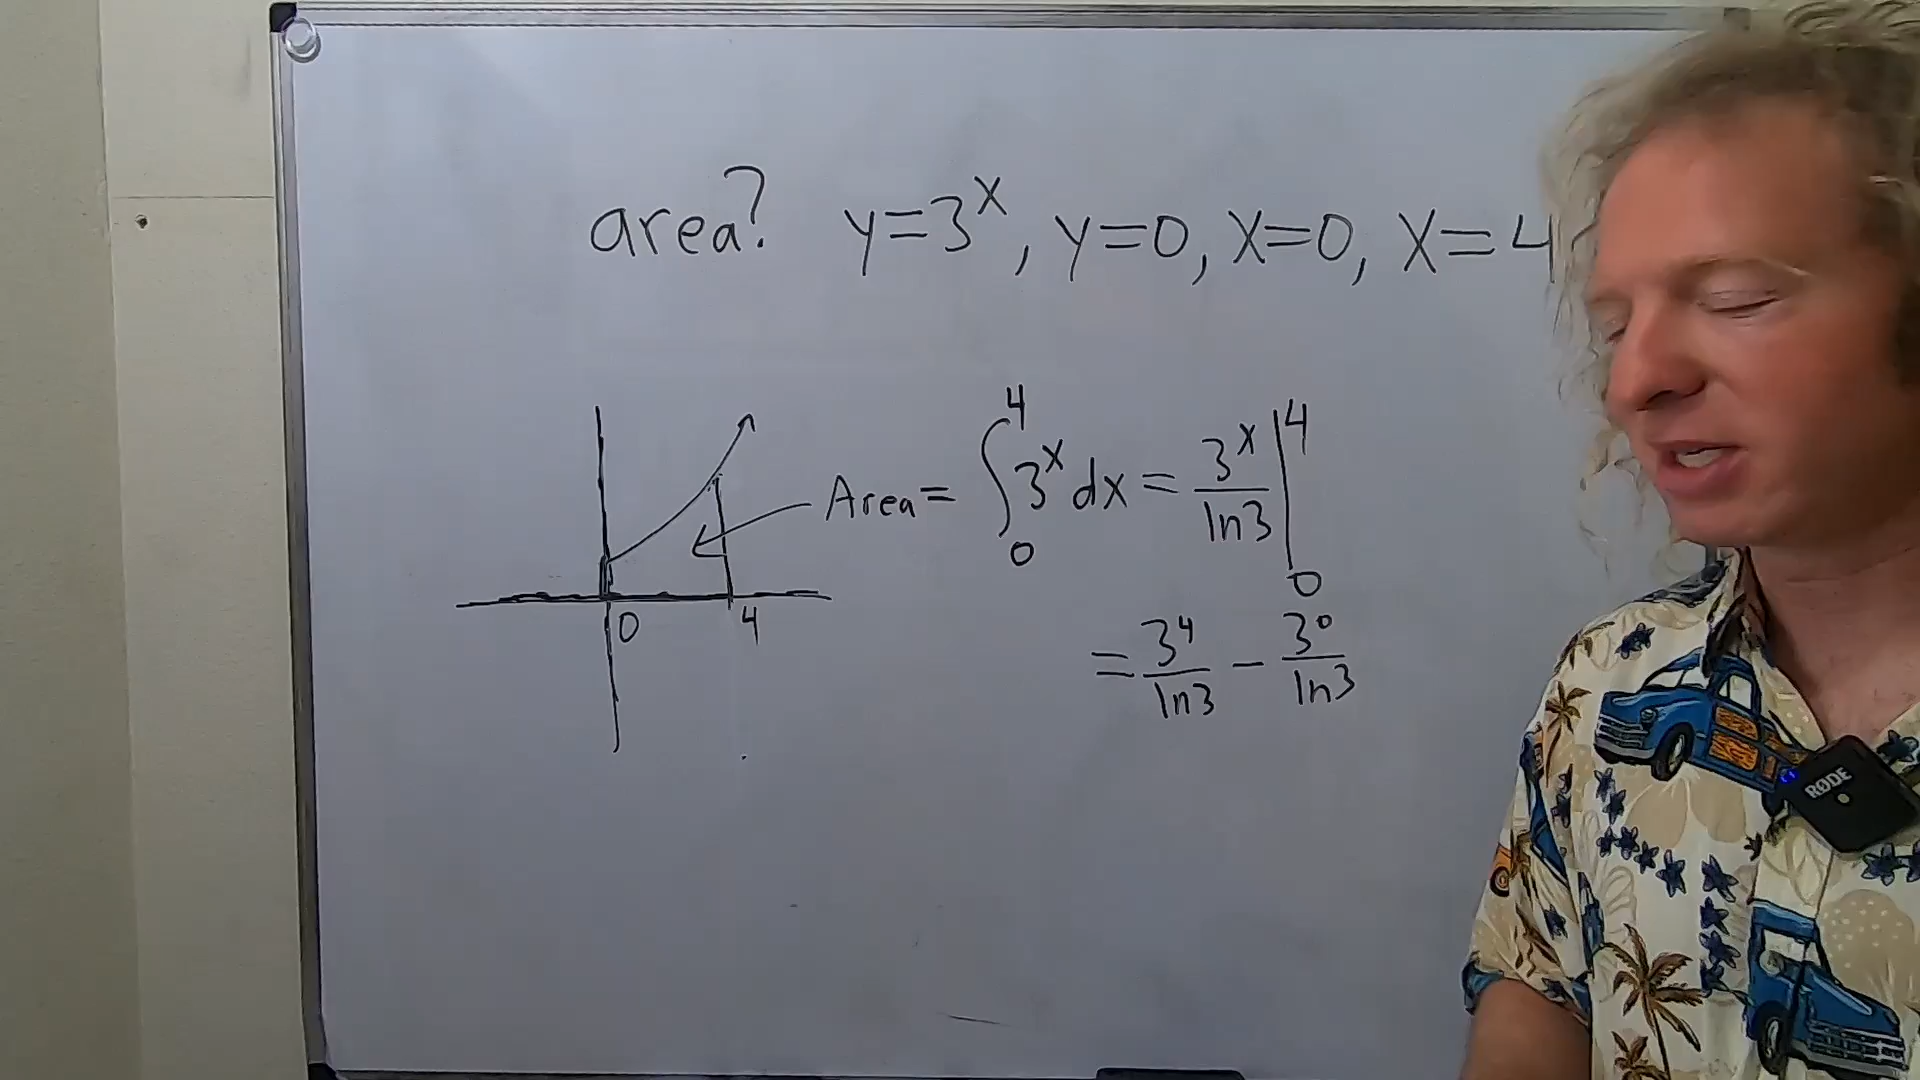 area? y=3^x, y=0, x=0, x=4
Area= ∫_0^4 3^x dx = 3^x/ln3 |_0^4
= 3^4/ln3 - 3^0/ln3
0 4
RØDE